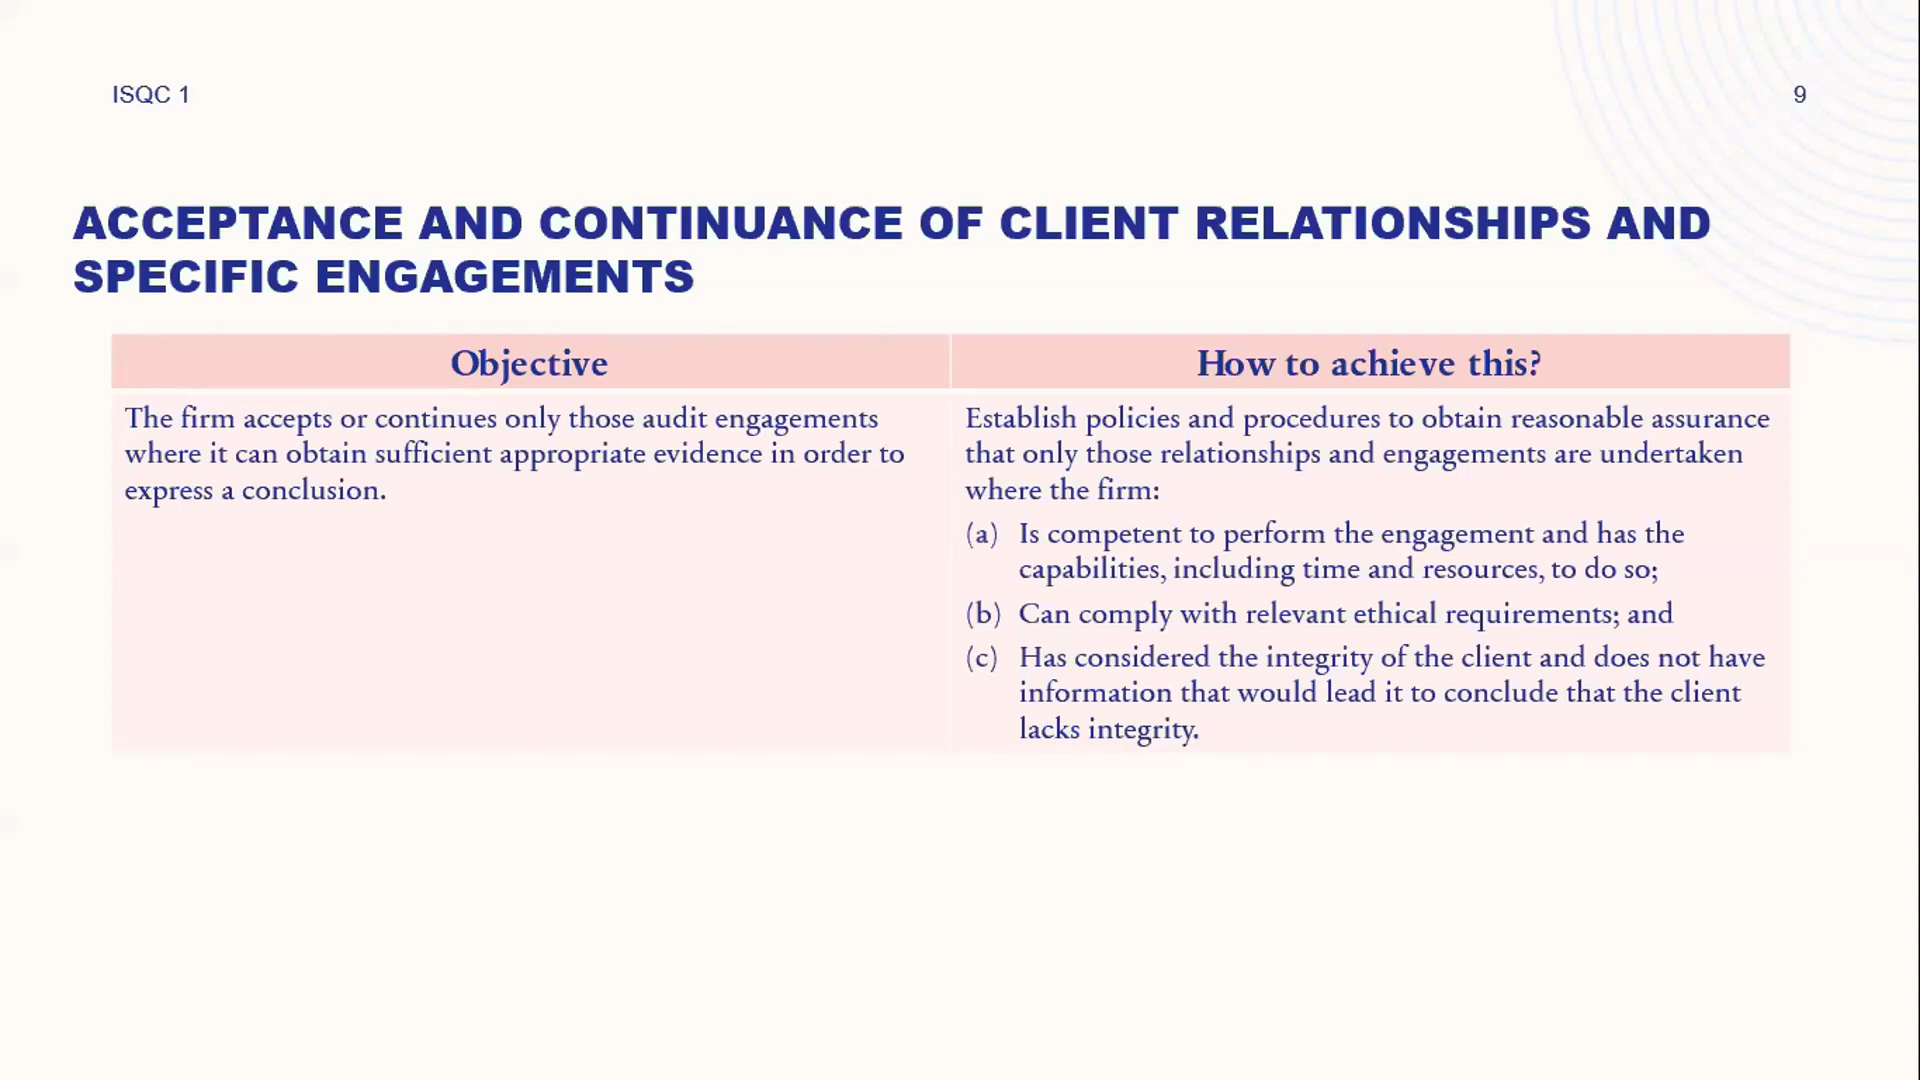 ISQC 1
9
ACCEPTANCE AND CONTINUANCE OF CLIENT RELATIONSHIPS AND
SPECIFIC ENGAGEMENTS
Objective
How to achieve this?
The firm accepts or continues only those audit engagements
where it can obtain sufficient appropriate evidence in order to
express a conclusion.
Establish policies and procedures to obtain reasonable assurance
that only those relationships and engagements are undertaken
where the firm:
(a) Is competent to perform the engagement and has the
capabilities, including time and resources, to do so;
(b) Can comply with relevant ethical requirements; and
(c) Has considered the integrity of the client and does not have
information that would lead it to conclude that the client
lacks integrity.